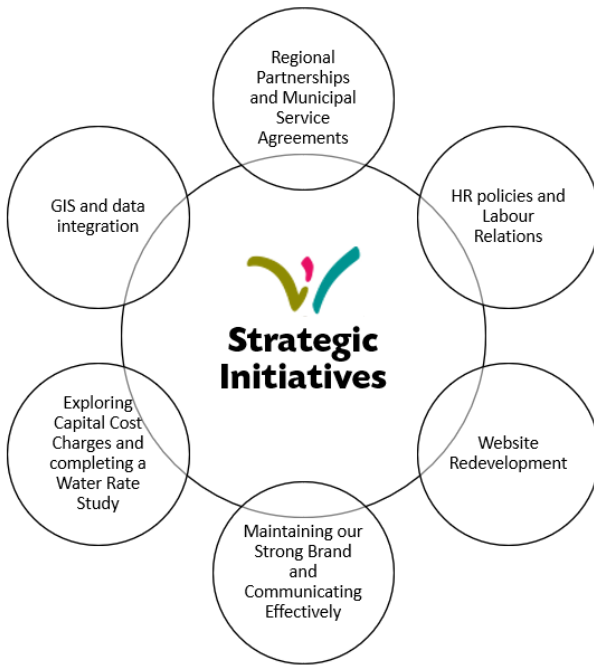 Regional
Partnerships
and Municipal
Service
Agreements
GIS and data
integration
HR policies and
Labour
Relations
Strategic
Initiatives
Exploring
Capital Cost
Charges and
completing a
Water Rate
Study
Website
Redevelopment
Maintaining our
Strong Brand
and
Communicating
Effectively